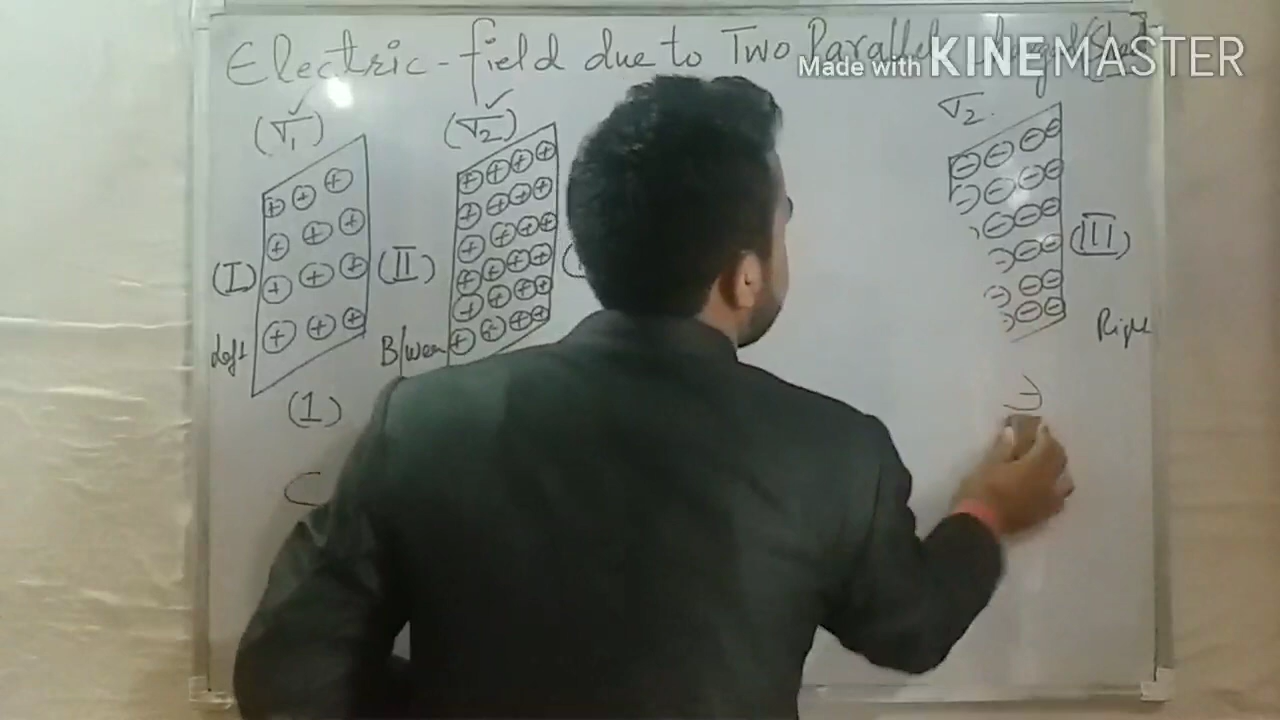 Electric-field due to Two Parallel
Made with KINEMASTER
(σ1) (σ2) σ2
(I) (II) (III)
Left B/ween Right
(1)